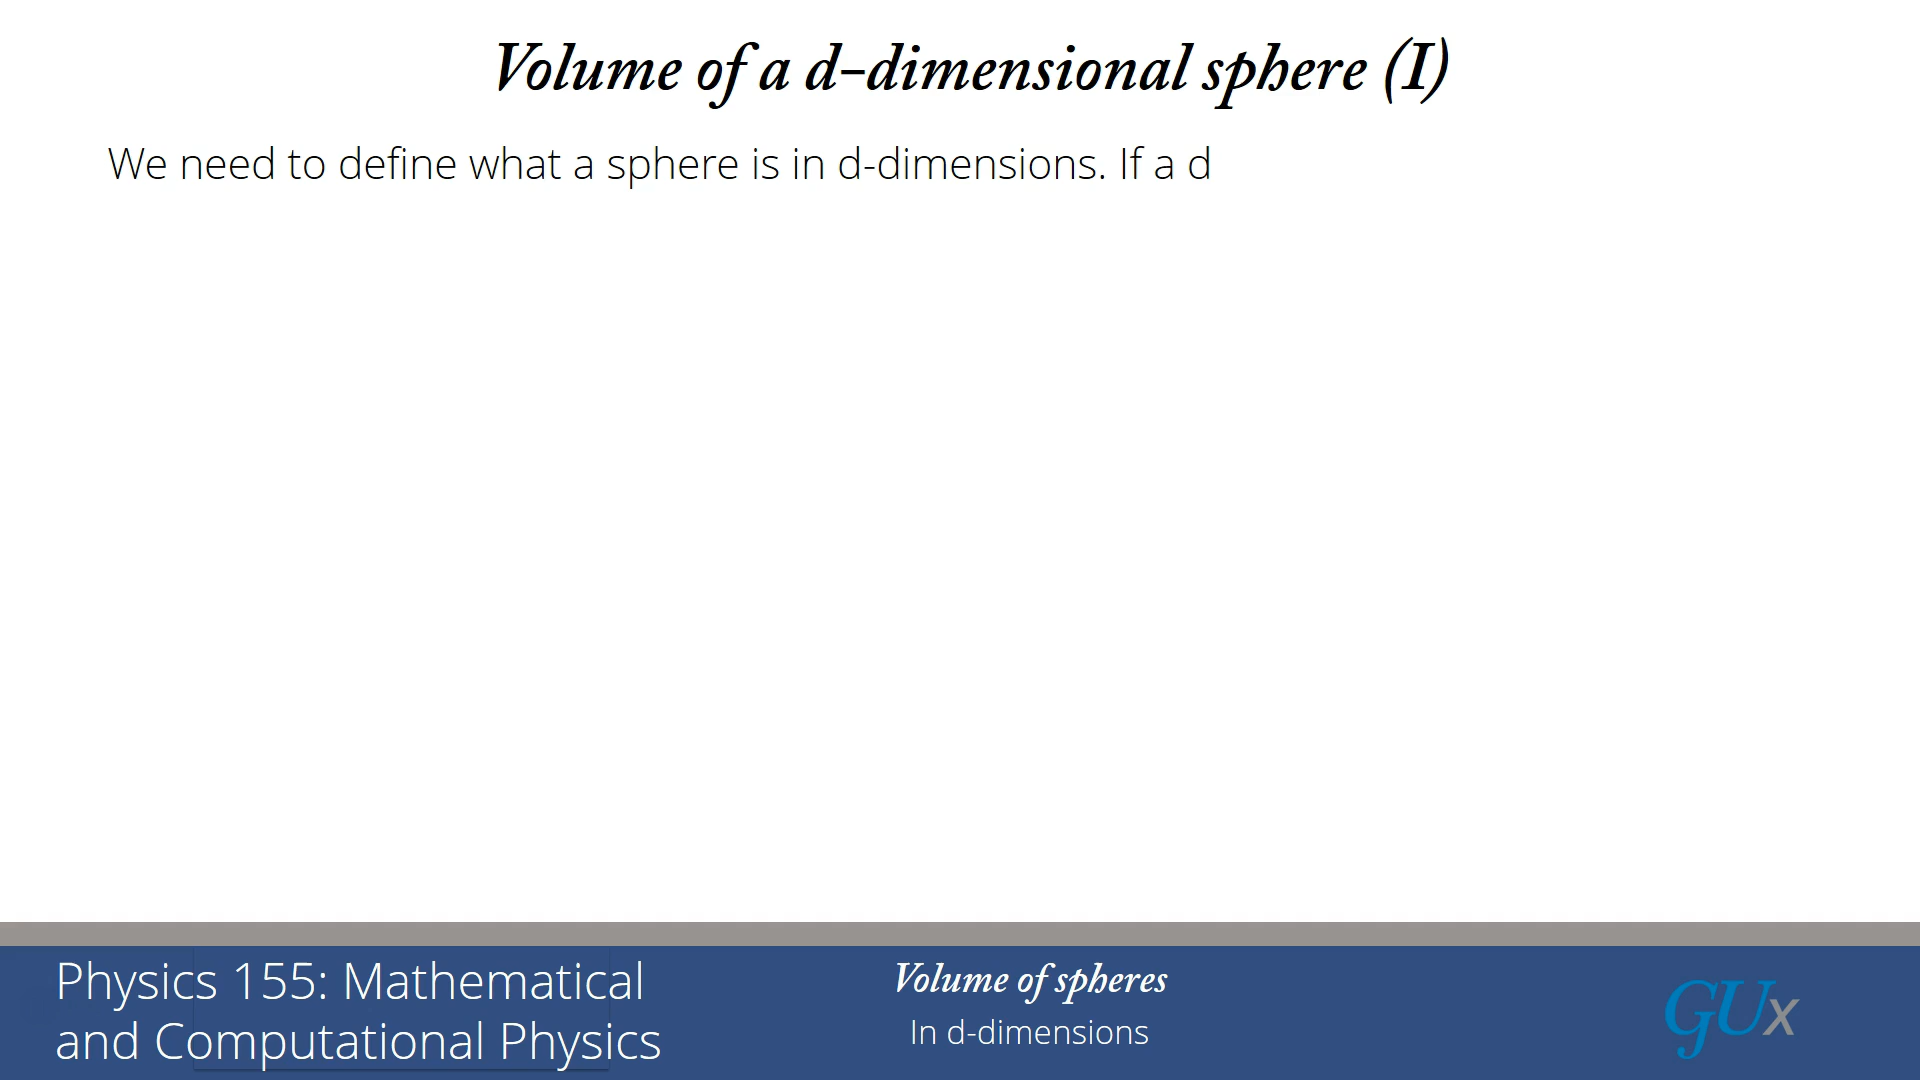 Volume of a d-dimensional sphere (I)
We need to define what a sphere is in d-dimensions. If a d
Physics 155: Mathematical
and Computational Physics
Volume of spheres
In d-dimensions
GUx